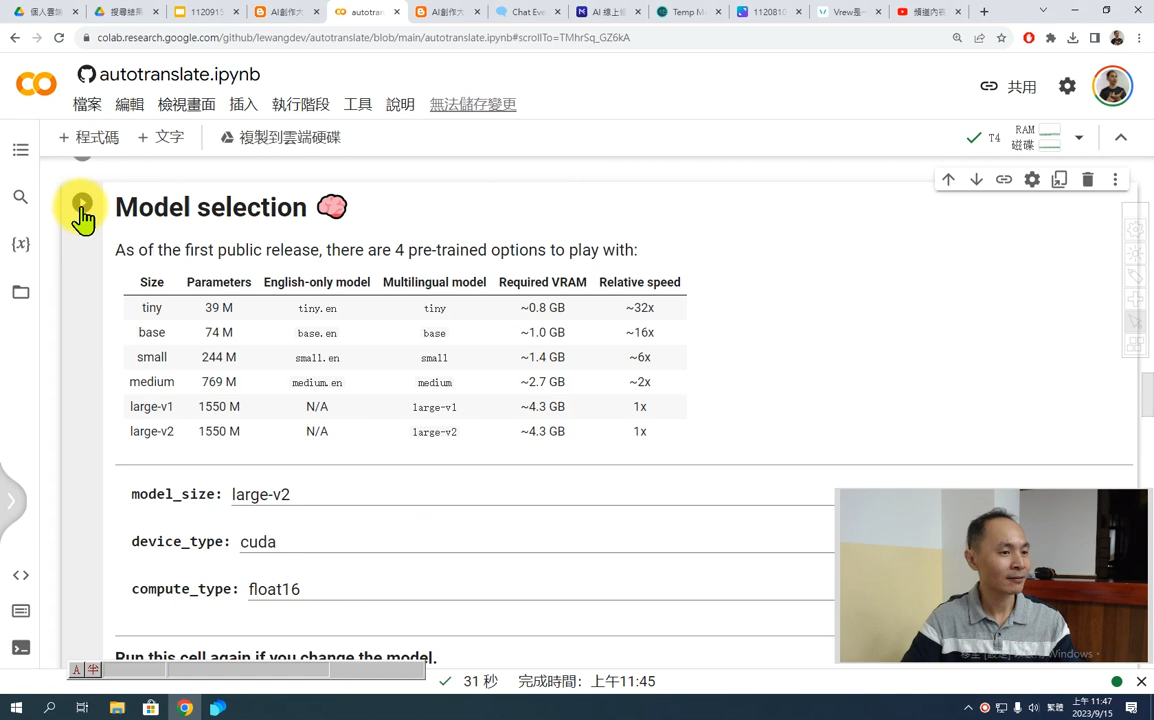 個人雲端
搜尋結果
1120915
AI創作大
autotran
AI創作大
Chat Eve
AI 線上
Temp M
1120810
Vrew是一
頻道內容
colab.research.google.com/github/lewangdev/autotranslate/blob/main/autotranslate.ipynb#scrollTo=TMhrSq_GZ6kA
autotranslate.ipynb
檔案 編輯 檢視畫面 插入 執行階段 工具 說明 無法儲存變更
共用
+ 程式碼 + 文字 複製到雲端硬碟
T4 RAM
磁碟
Model selection
As of the first public release, there are 4 pre-trained options to play with:
Size Parameters English-only model Multilingual model Required VRAM Relative speed
tiny 39 M tiny.en tiny ~0.8 GB ~32x
base 74 M base.en base ~1.0 GB ~16x
small 244 M small.en small ~1.4 GB ~6x
medium 769 M medium.en medium ~2.7 GB ~2x
large-v1 1550 M N/A large-v1 ~4.3 GB 1x
large-v2 1550 M N/A large-v2 ~4.3 GB 1x
model_size: large-v2
device_type: cuda
compute_type: float16
Run this cell again if you change the model.
A 半
31 秒 完成時間： 上午11:45
繁體
上午 11:47
2023/9/15